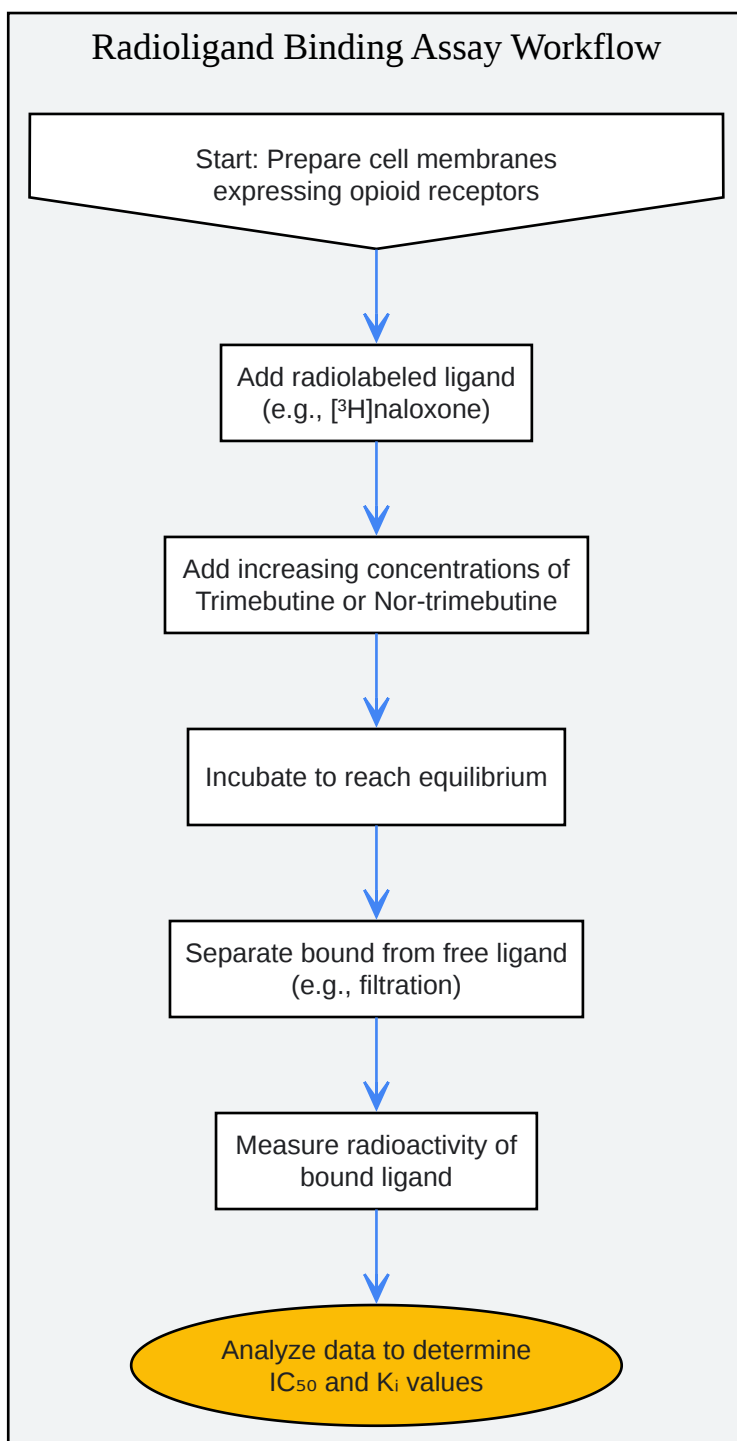 Radioligand Binding Assay Workflow
Start: Prepare cell membranes
expressing opioid receptors
Add radiolabeled ligand
(e.g., [³H]naloxone)
Add increasing concentrations of
Trimebutine or Nor-trimebutine
Incubate to reach equilibrium
Separate bound from free ligand
(e.g., filtration)
Measure radioactivity of
bound ligand
Analyze data to determine
IC₅₀ and Kᵢ values